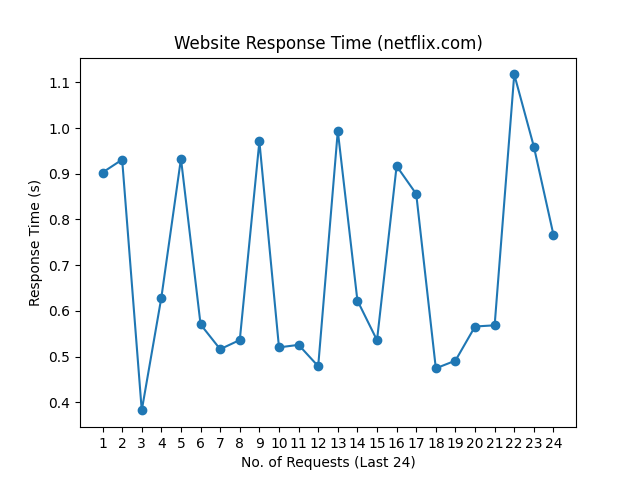 Website Response Time (netflix.com)
Response Time (s)
1.1
1.0
0.9
0.8
0.7
0.6
0.5
0.4
1 2 3 4 5 6 7 8 9 10 11 12 13 14 15 16 17 18 19 20 21 22 23 24
No. of Requests (Last 24)